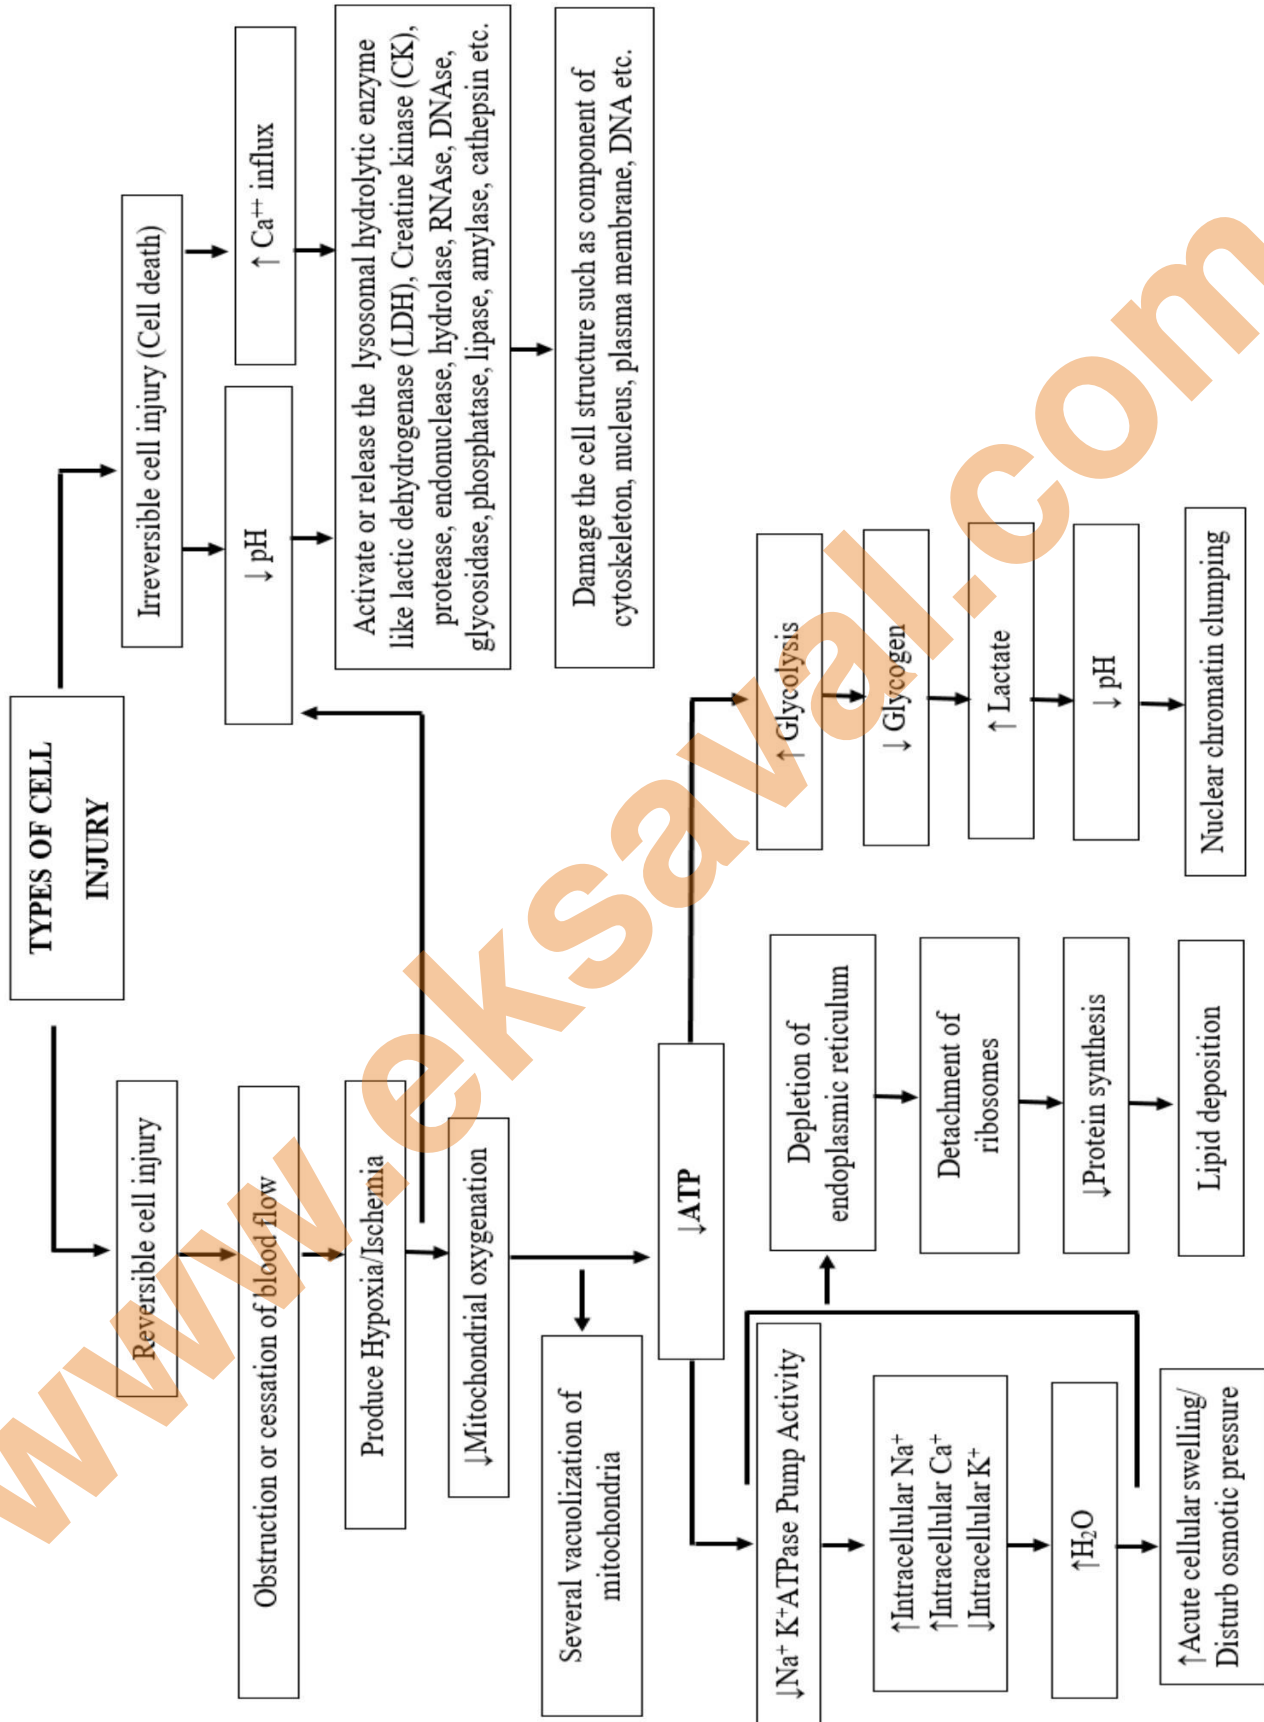 TYPES OF CELL
INJURY
Reversible cell injury
Obstruction or cessation of blood flow
Produce Hypoxia/Ischemia
↓Mitochondrial oxygenation
Several vacuolization of
mitochondria
↓ATP
↓Na⁺ K⁺ATPase Pump Activity
↑Intracellular Na⁺
↑Intracellular Ca⁺
↓Intracellular K⁺
↑H₂O
↑Acute cellular swelling/
Disturb osmotic pressure
Depletion of
endoplasmic reticulum
Detachment of
ribosomes
↓Protein synthesis
Lipid deposition
↑ Glycolysis
↓ Glycogen
↑ Lactate
↓ pH
Nuclear chromatin clumping
Irreversible cell injury (Cell death)
↓ pH
↑ Ca⁺⁺ influx
Activate or release the lysosomal hydrolytic enzyme
like lactic dehydrogenase (LDH), Creatine kinase (CK),
protease, endonuclease, hydrolase, RNAse, DNAse,
glycosidase, phosphatase, lipase, amylase, cathepsin etc.
Damage the cell structure such as component of
cytoskeleton, nucleus, plasma membrane, DNA etc.
www.eksaval.com